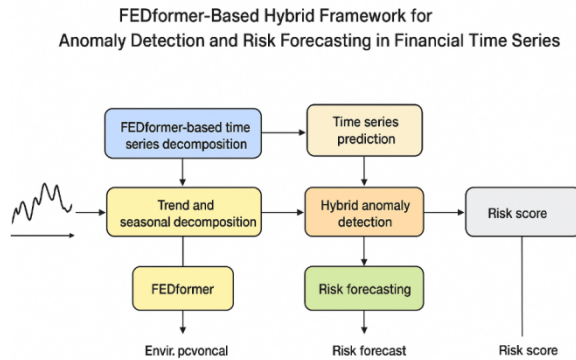 FEDformer-Based Hybrid Framework for
Anomaly Detection and Risk Forecasting in Financial Time Series
FEDformer-based time
series decomposition
Time series
prediction
Trend and
seasonal decomposition
Hybrid anomaly
detection
Risk score
FEDformer
Risk forecasting
Envir. pcvoncal
Risk forecast
Risk score